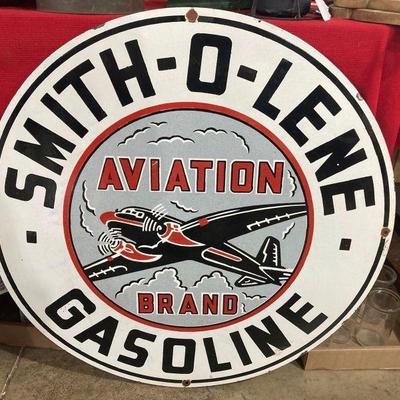 SMITH-O-LENE
AVIATION
BRAND
GASOLINE